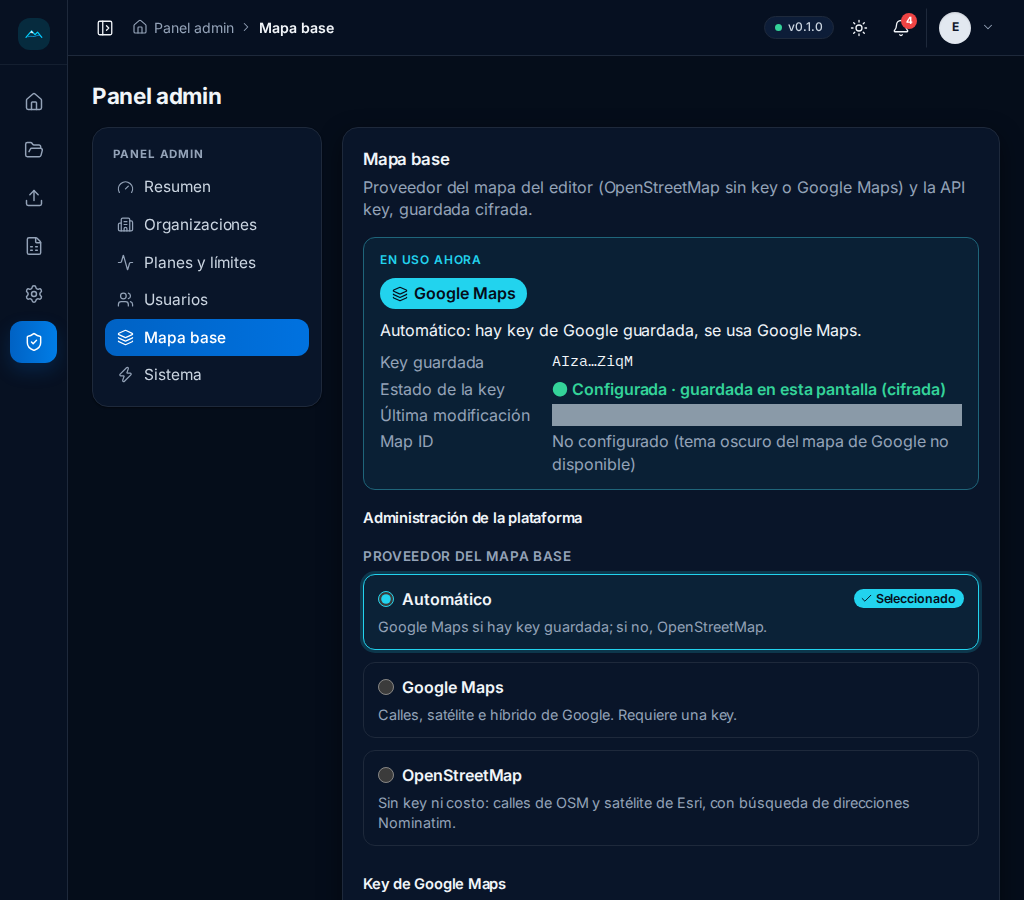 Panel admin
Mapa base
v0.1.0
4
E
Panel admin
PANEL ADMIN
Resumen
Organizaciones
Planes y límites
Usuarios
Mapa base
Sistema
Mapa base
Proveedor del mapa del editor (OpenStreetMap sin key o Google Maps) y la API
key, guardada cifrada.
EN USO AHORA
Google Maps
Automático: hay key de Google guardada, se usa Google Maps.
Key guardada AIza…ZiqM
Estado de la key Configurada · guardada en esta pantalla (cifrada)
Última modificación
Map ID No configurado (tema oscuro del mapa de Google no
disponible)
Administración de la plataforma
PROVEEDOR DEL MAPA BASE
Automático Seleccionado
Google Maps si hay key guardada; si no, OpenStreetMap.
Google Maps
Calles, satélite e híbrido de Google. Requiere una key.
OpenStreetMap
Sin key ni costo: calles de OSM y satélite de Esri, con búsqueda de direcciones
Nominatim.
Key de Google Maps